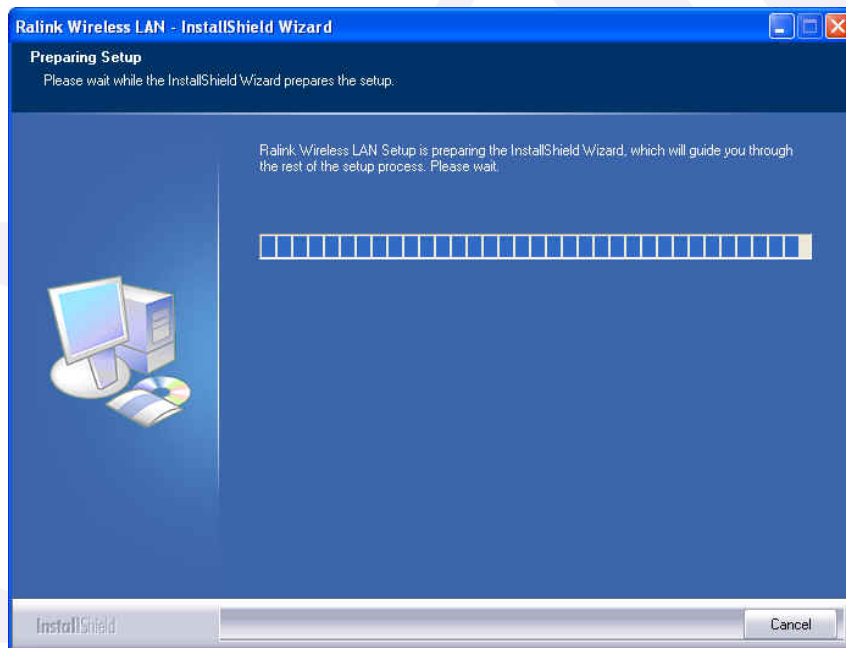 Ralink Wireless LAN - InstallShield Wizard
Preparing Setup
Please wait while the InstallShield Wizard prepares the setup.
Ralink Wireless LAN Setup is preparing the InstallShield Wizard, which will guide you through
the rest of the setup process. Please wait.
InstallShield
Cancel